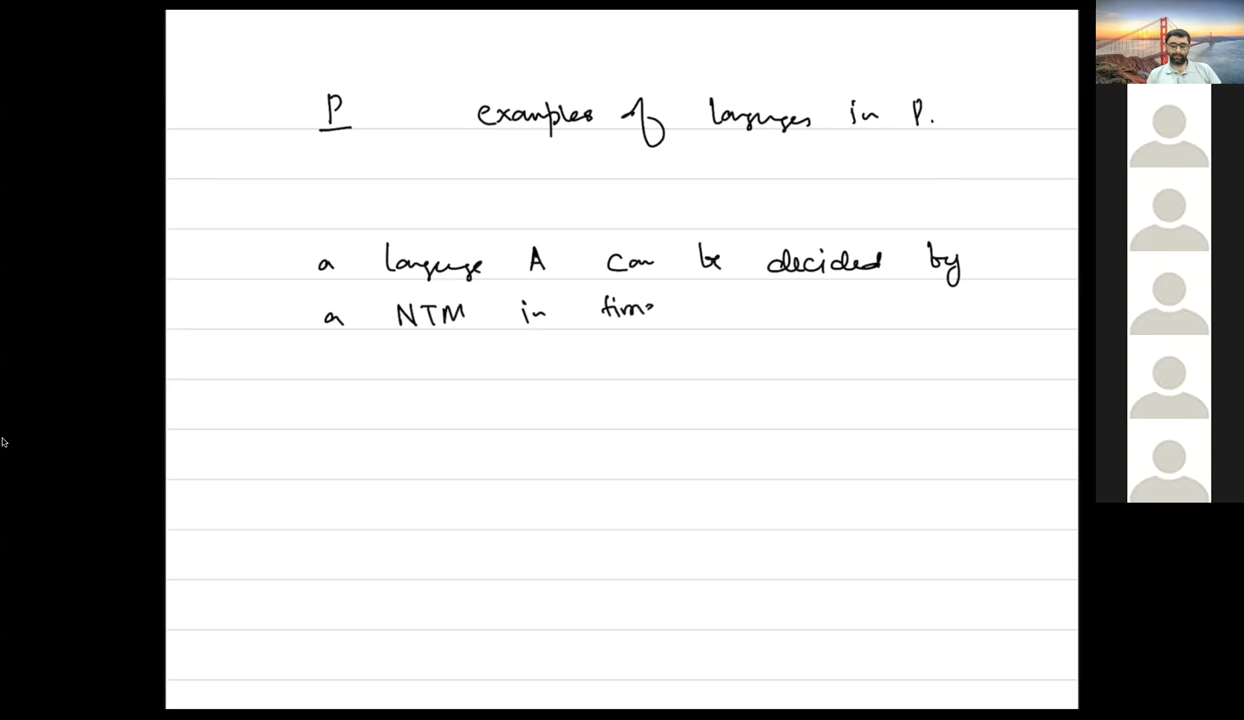 P examples of languages in P.
a language A can be decided by
a NTM in time